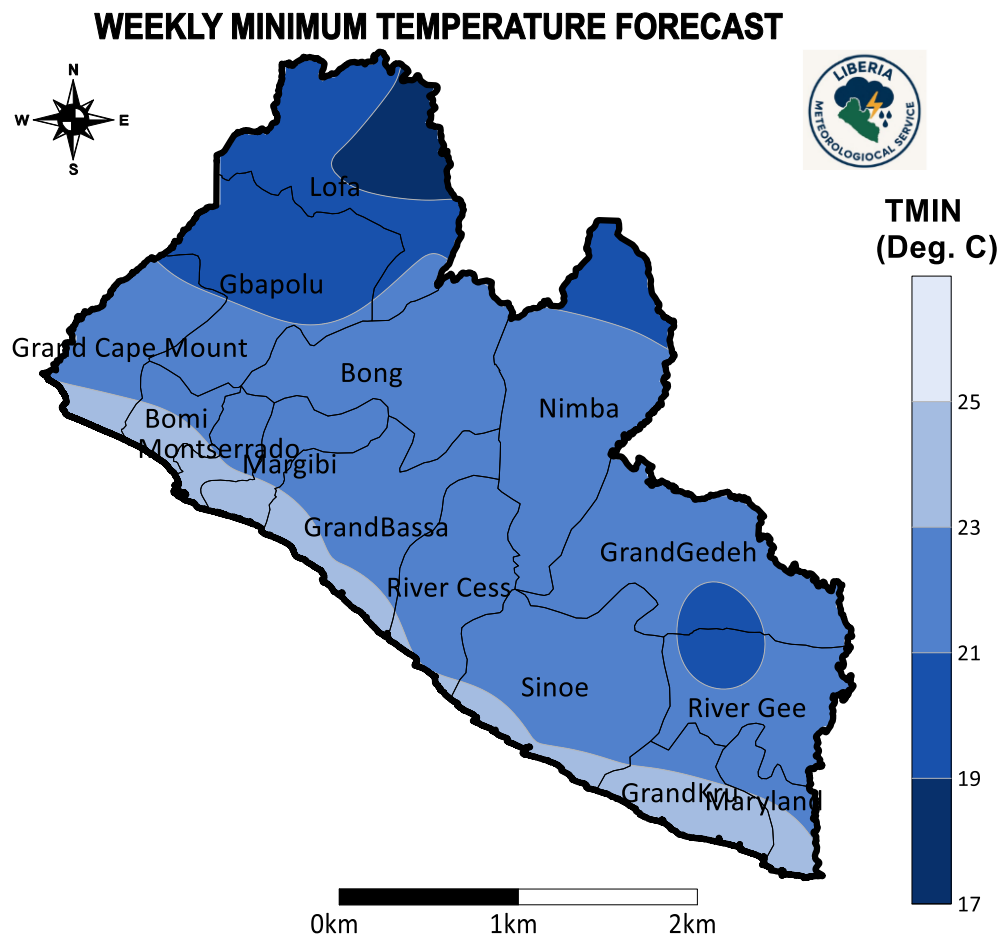 WEEKLY MINIMUM TEMPERATURE FORECAST
N
W
E
S
LIBERIA
METEOROLOGIOCAL SERVICE
Lofa
TMIN
(Deg. C)
Gbapolu
Grand Cape Mount
Bong
25
Nimba
Bomi
Montserrado
Margibi
GrandBassa
23
GrandGedeh
River Cess
21
Sinoe
River Gee
19
GrandKru
Maryland
17
0km
1km
2km